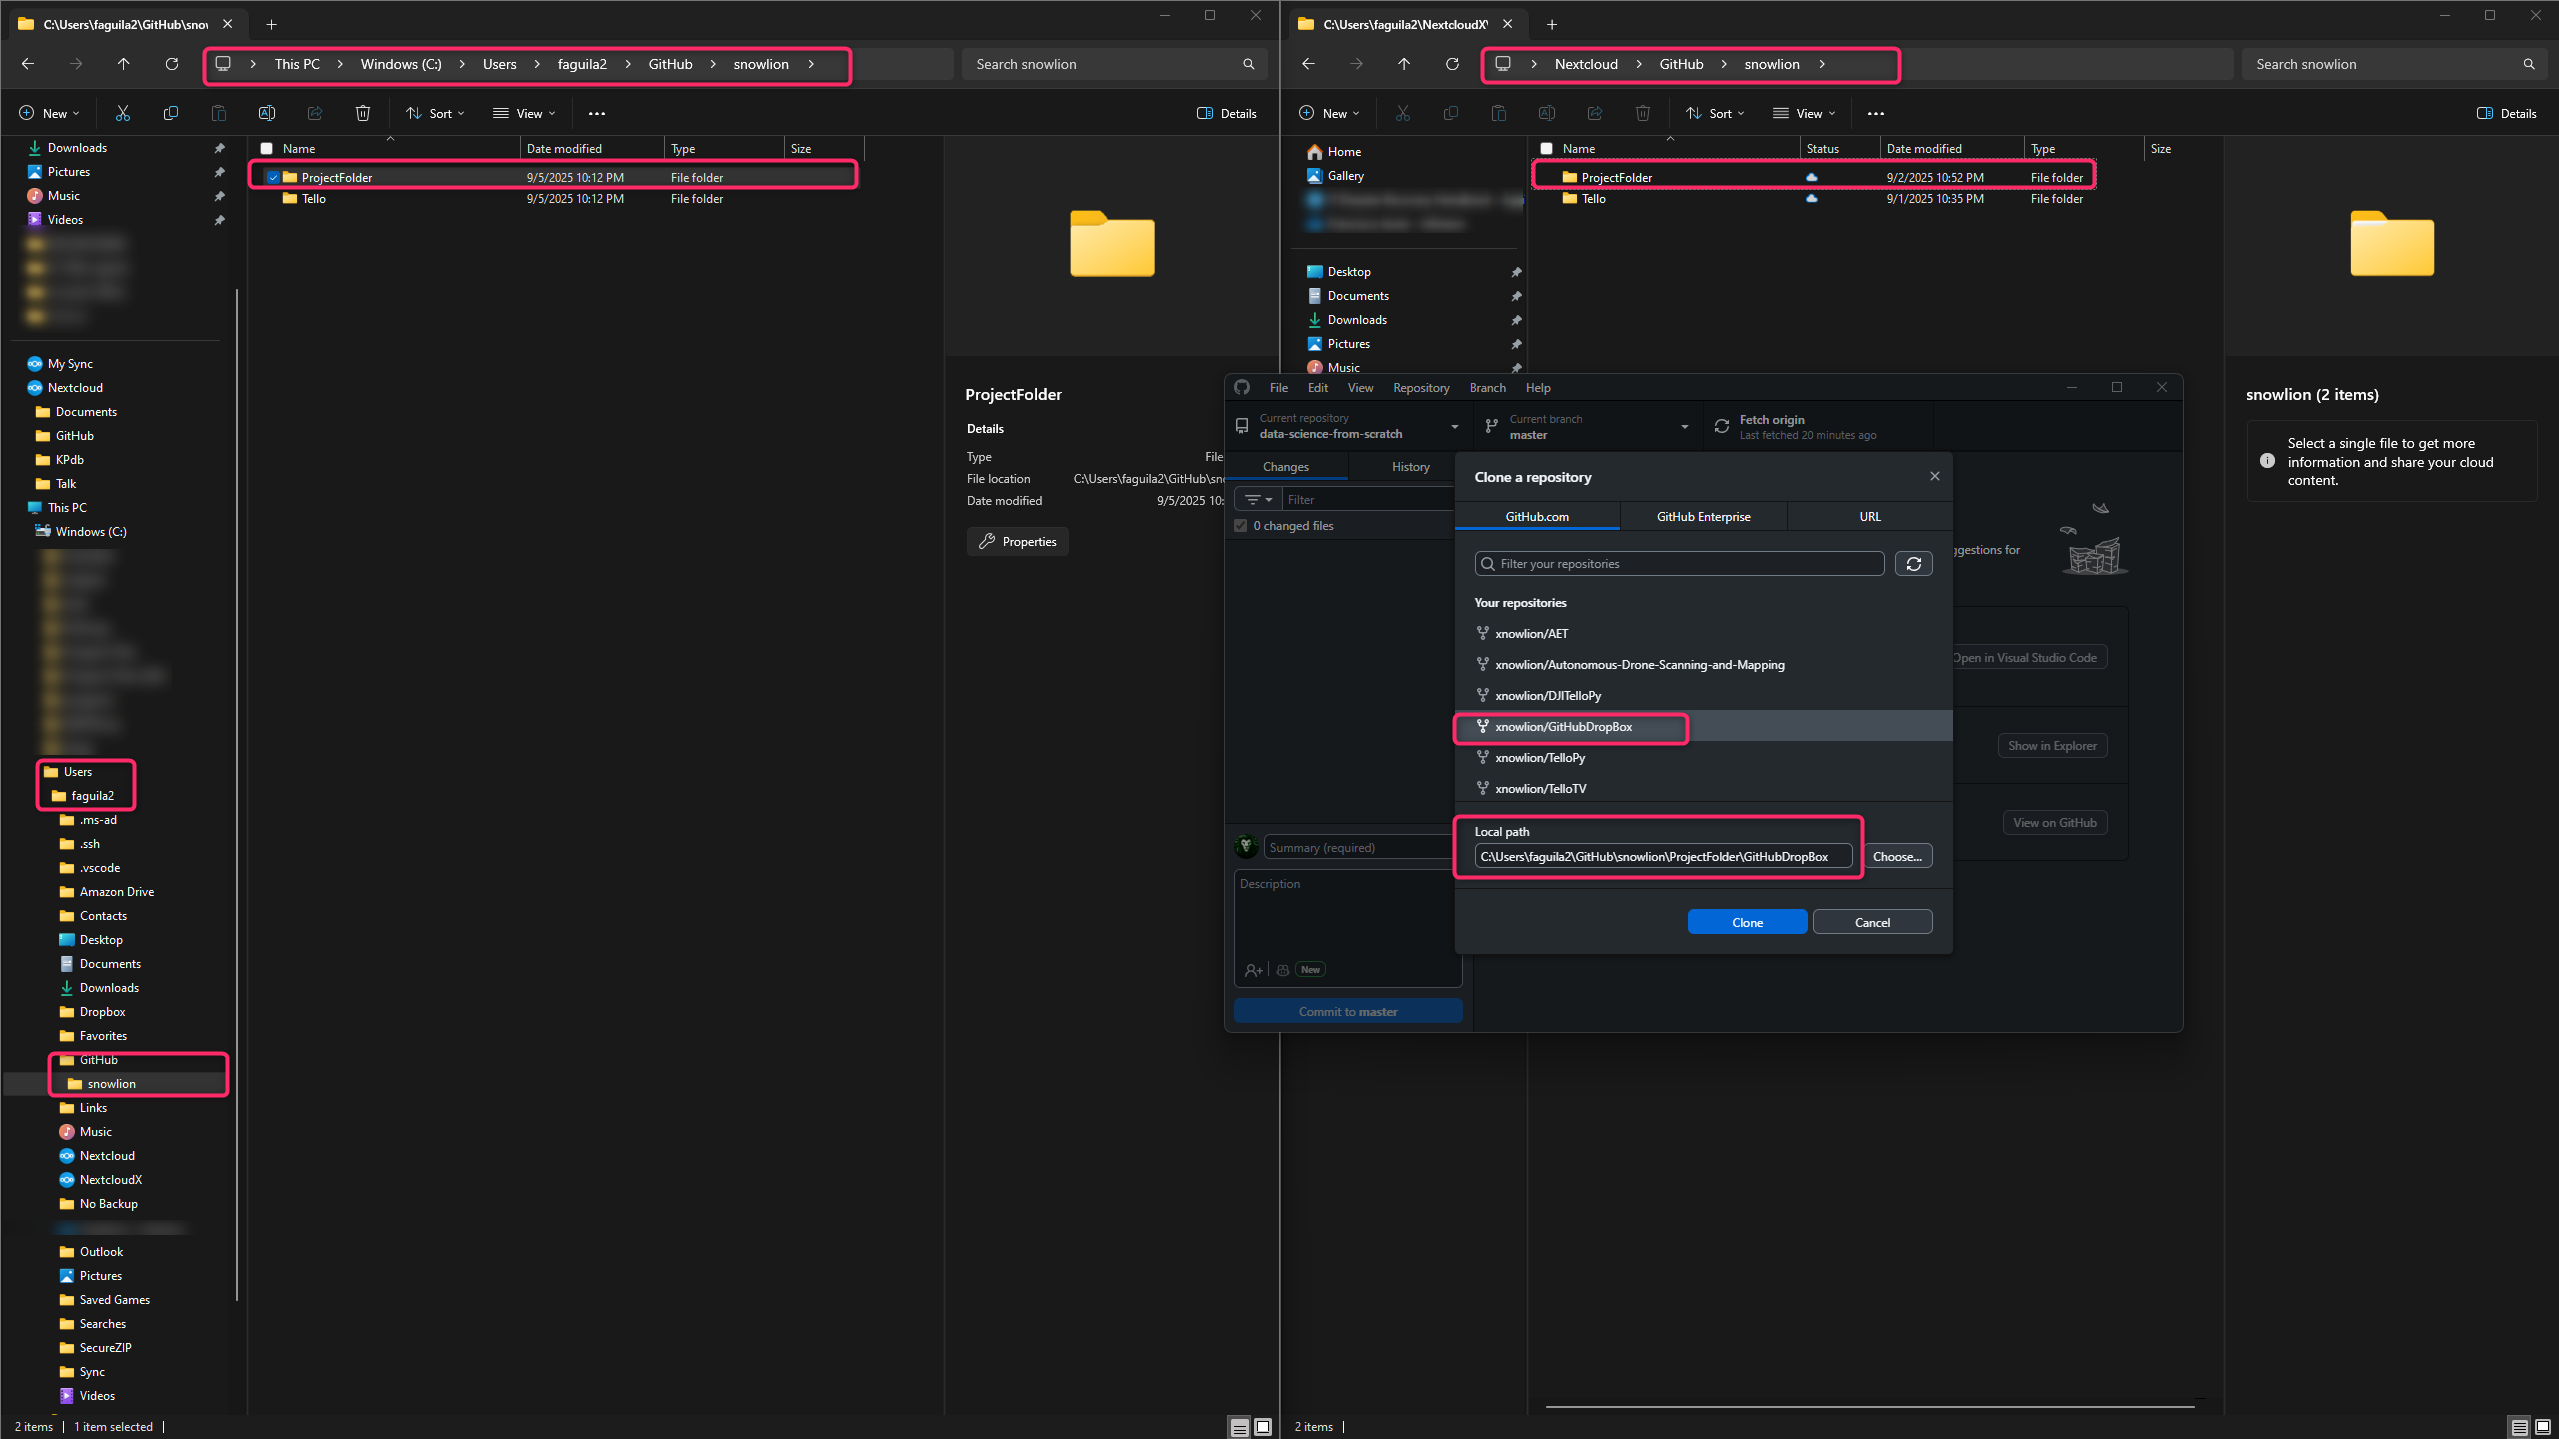 C:\Users\faguila2\GitHub\snow
This PC > Windows (C:) > Users > faguila2 > GitHub > snowlion >
Search snowlion
New
Sort
View
Details
Downloads
Pictures
Music
Videos
My Sync
Nextcloud
Documents
GitHub
KPdb
Talk
This PC
Windows (C:)
Users
faguila2
.ms-ad
.ssh
.vscode
Amazon Drive
Contacts
Desktop
Documents
Downloads
Dropbox
Favorites
GitHub
snowlion
Links
Music
Nextcloud
NextcloudX
No Backup
Outlook
Pictures
Saved Games
Searches
SecureZIP
Sync
Videos
2 items
1 item selected
Name Date modified Type Size
ProjectFolder 9/5/2025 10:12 PM File folder
Tello 9/5/2025 10:12 PM File folder
ProjectFolder
Details
Type File
File location C:\Users\faguila2\GitHub\sno
Date modified 9/5/2025 10:
Properties
C:\Users\faguila2\NextcloudX\
Nextcloud > GitHub > snowlion >
Search snowlion
New
Sort
View
Details
Home
Gallery
Desktop
Documents
Downloads
Pictures
Music
Name Status Date modified Type Size
ProjectFolder 9/2/2025 10:52 PM File folder
Tello 9/1/2025 10:35 PM File folder
snowlion (2 items)
Select a single file to get more
information and share your cloud
content.
2 items
File Edit View Repository Branch Help
Current repository
data-science-from-scratch
Current branch
master
Fetch origin
Last fetched 20 minutes ago
Changes
History
Filter
0 changed files
ggestions for
Open in Visual Studio Code
Show in Explorer
View on GitHub
Summary (required)
Description
New
Commit to master
Clone a repository
GitHub.com
GitHub Enterprise
URL
Filter your repositories
Your repositories
xnowlion/AET
xnowlion/Autonomous-Drone-Scanning-and-Mapping
xnowlion/DJITelloPy
xnowlion/GitHubDropBox
xnowlion/TelloPy
xnowlion/TelloTV
Local path
C:\Users\faguila2\GitHub\snowlion\ProjectFolder\GitHubDropBox
Choose...
Clone
Cancel